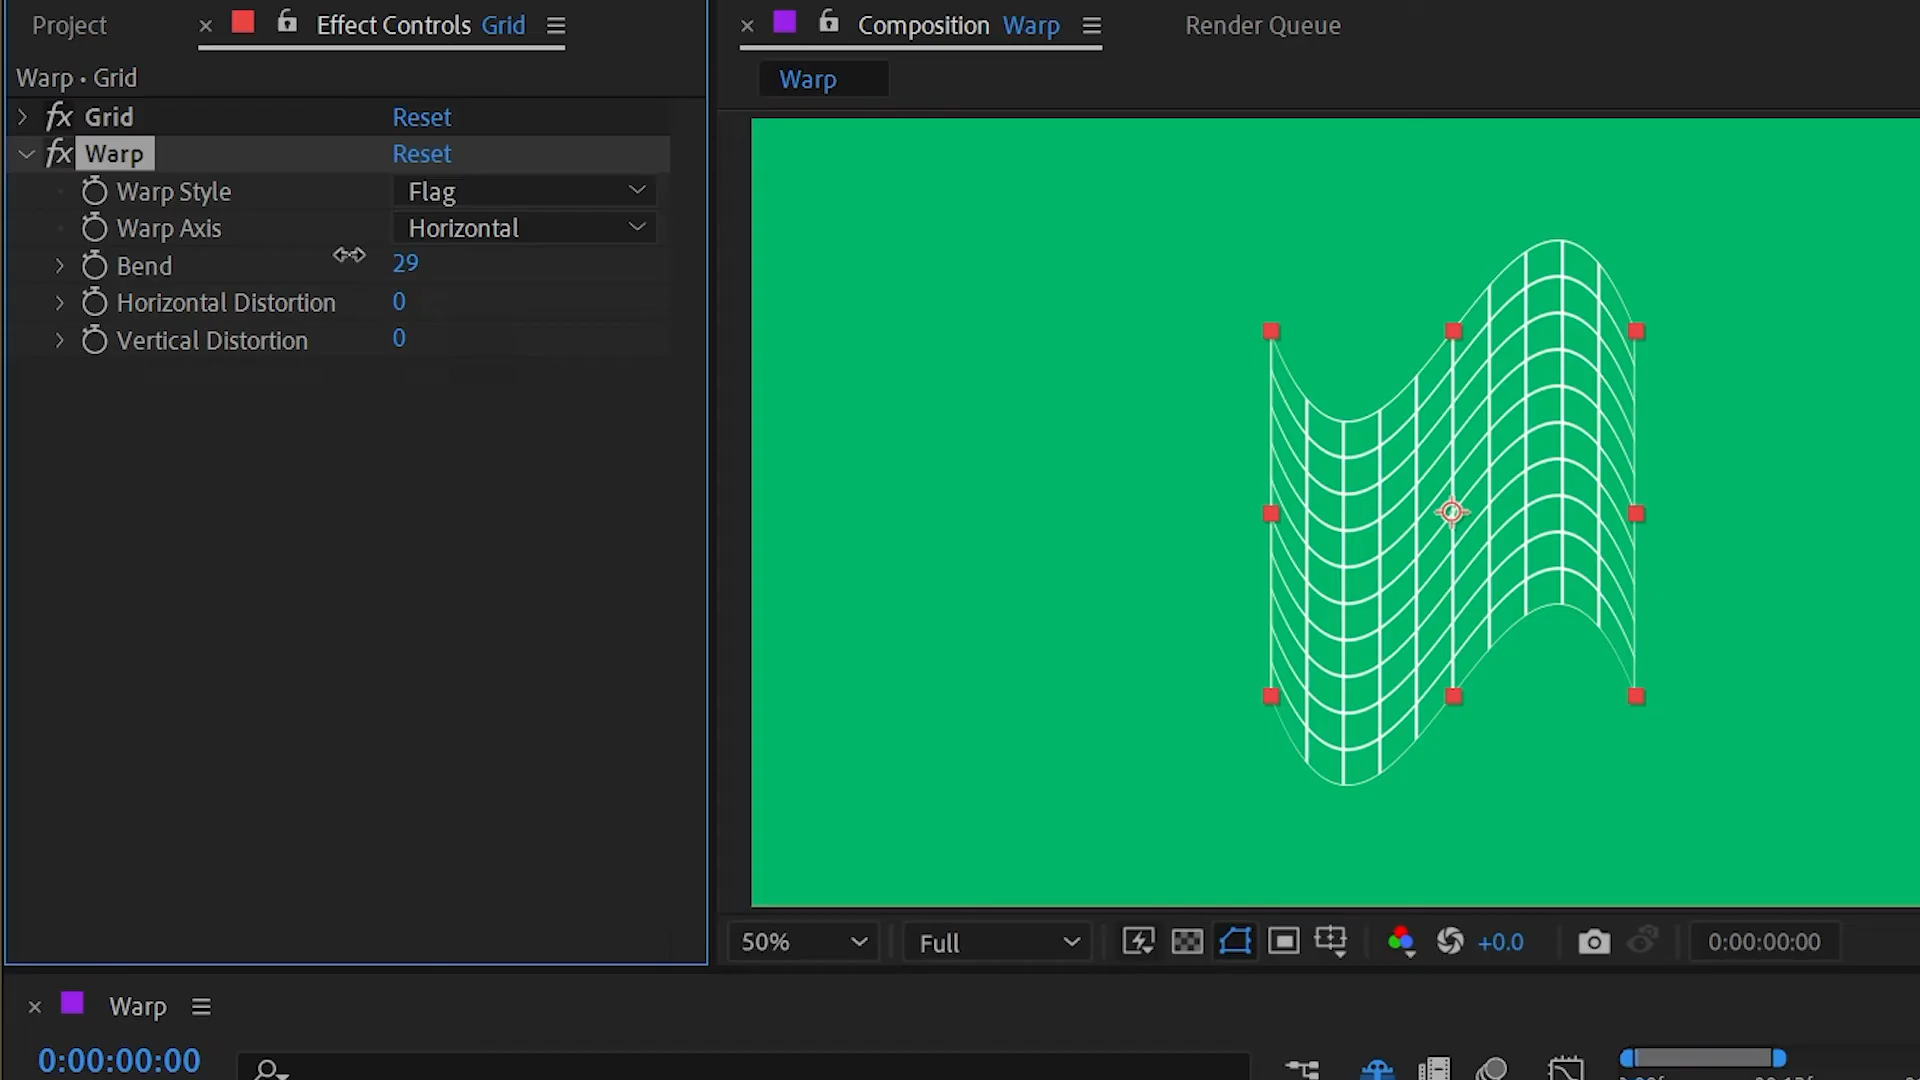 Project
Effect Controls Grid
Composition Warp
Render Queue
Warp • Grid
Warp
fx Grid Reset
fx Warp Reset
Warp Style Flag
Warp Axis Horizontal
Bend 29
Horizontal Distortion 0
Vertical Distortion 0
50%
Full
+0.0
0:00:00:00
Warp
0:00:00:00